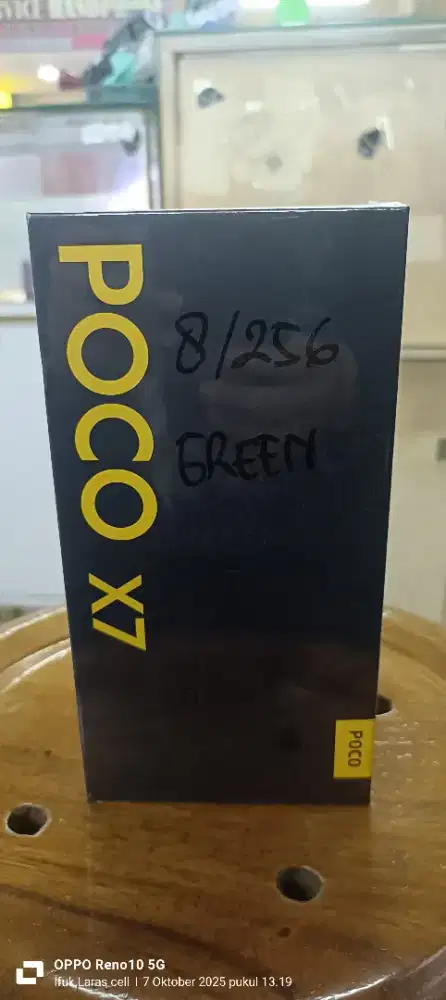 POCO X7
8/256
GREEN
POCO
OPPO Reno10 5G
ifuk Laras cell | 7 Oktober 2025 pukul 13.19